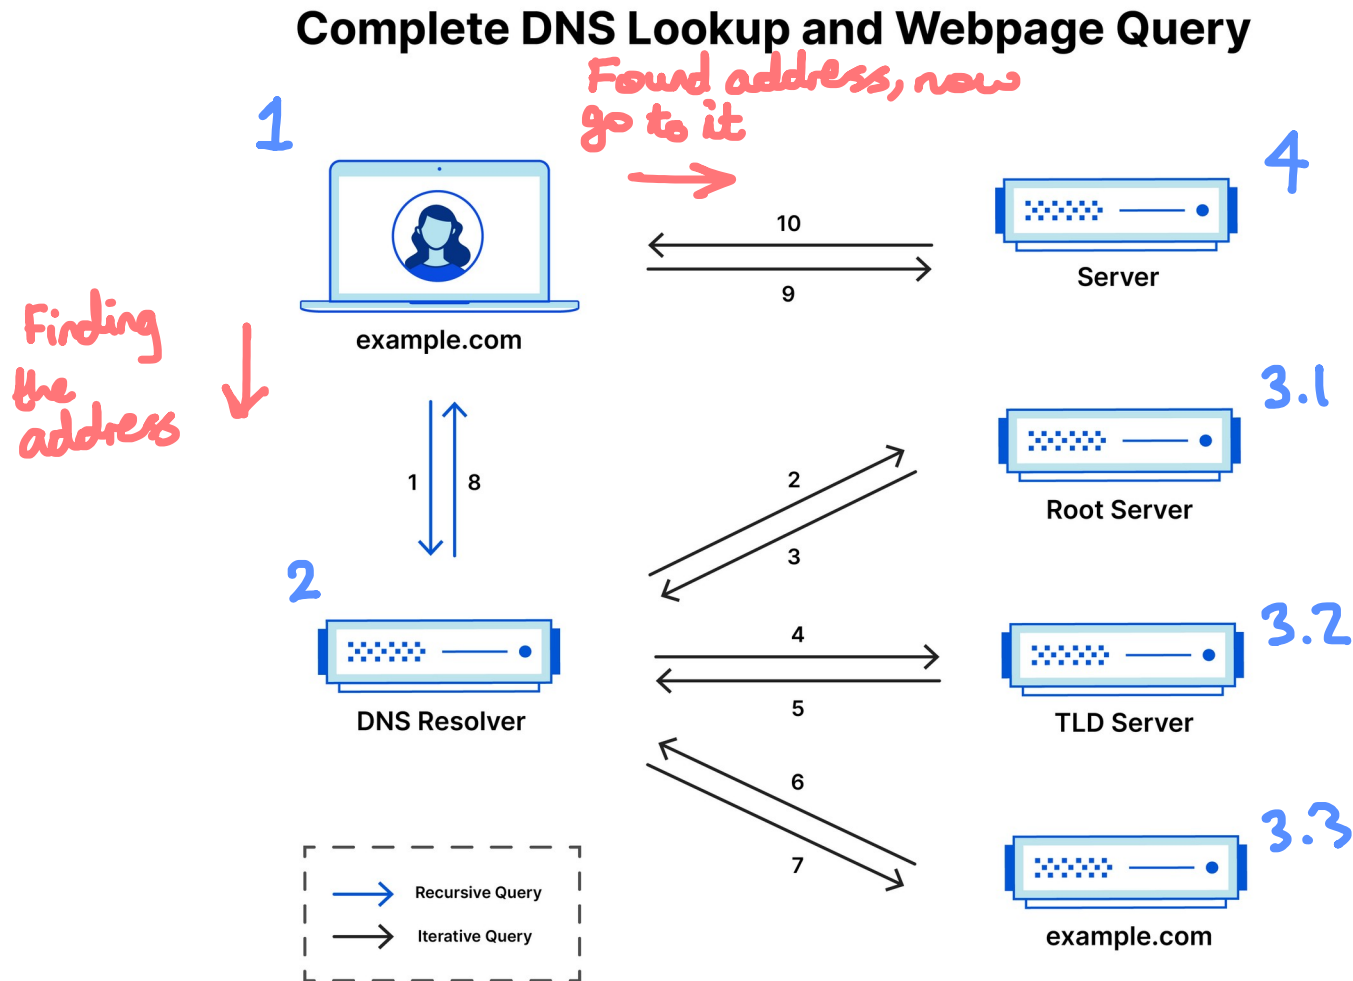 Complete DNS Lookup and Webpage Query
Found address, now
go to it
1
4
10
9
Server
example.com
Finding
the
address
3.1
1
8
2
3
Root Server
2
3.2
4
5
DNS Resolver
TLD Server
6
7
3.3
example.com
Recursive Query
Iterative Query